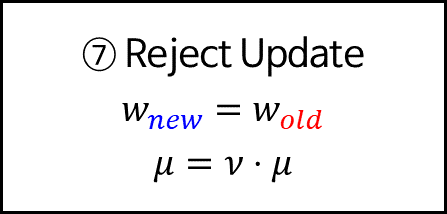 ⑦ Reject Update
w_new = w_old
μ = ν · μ